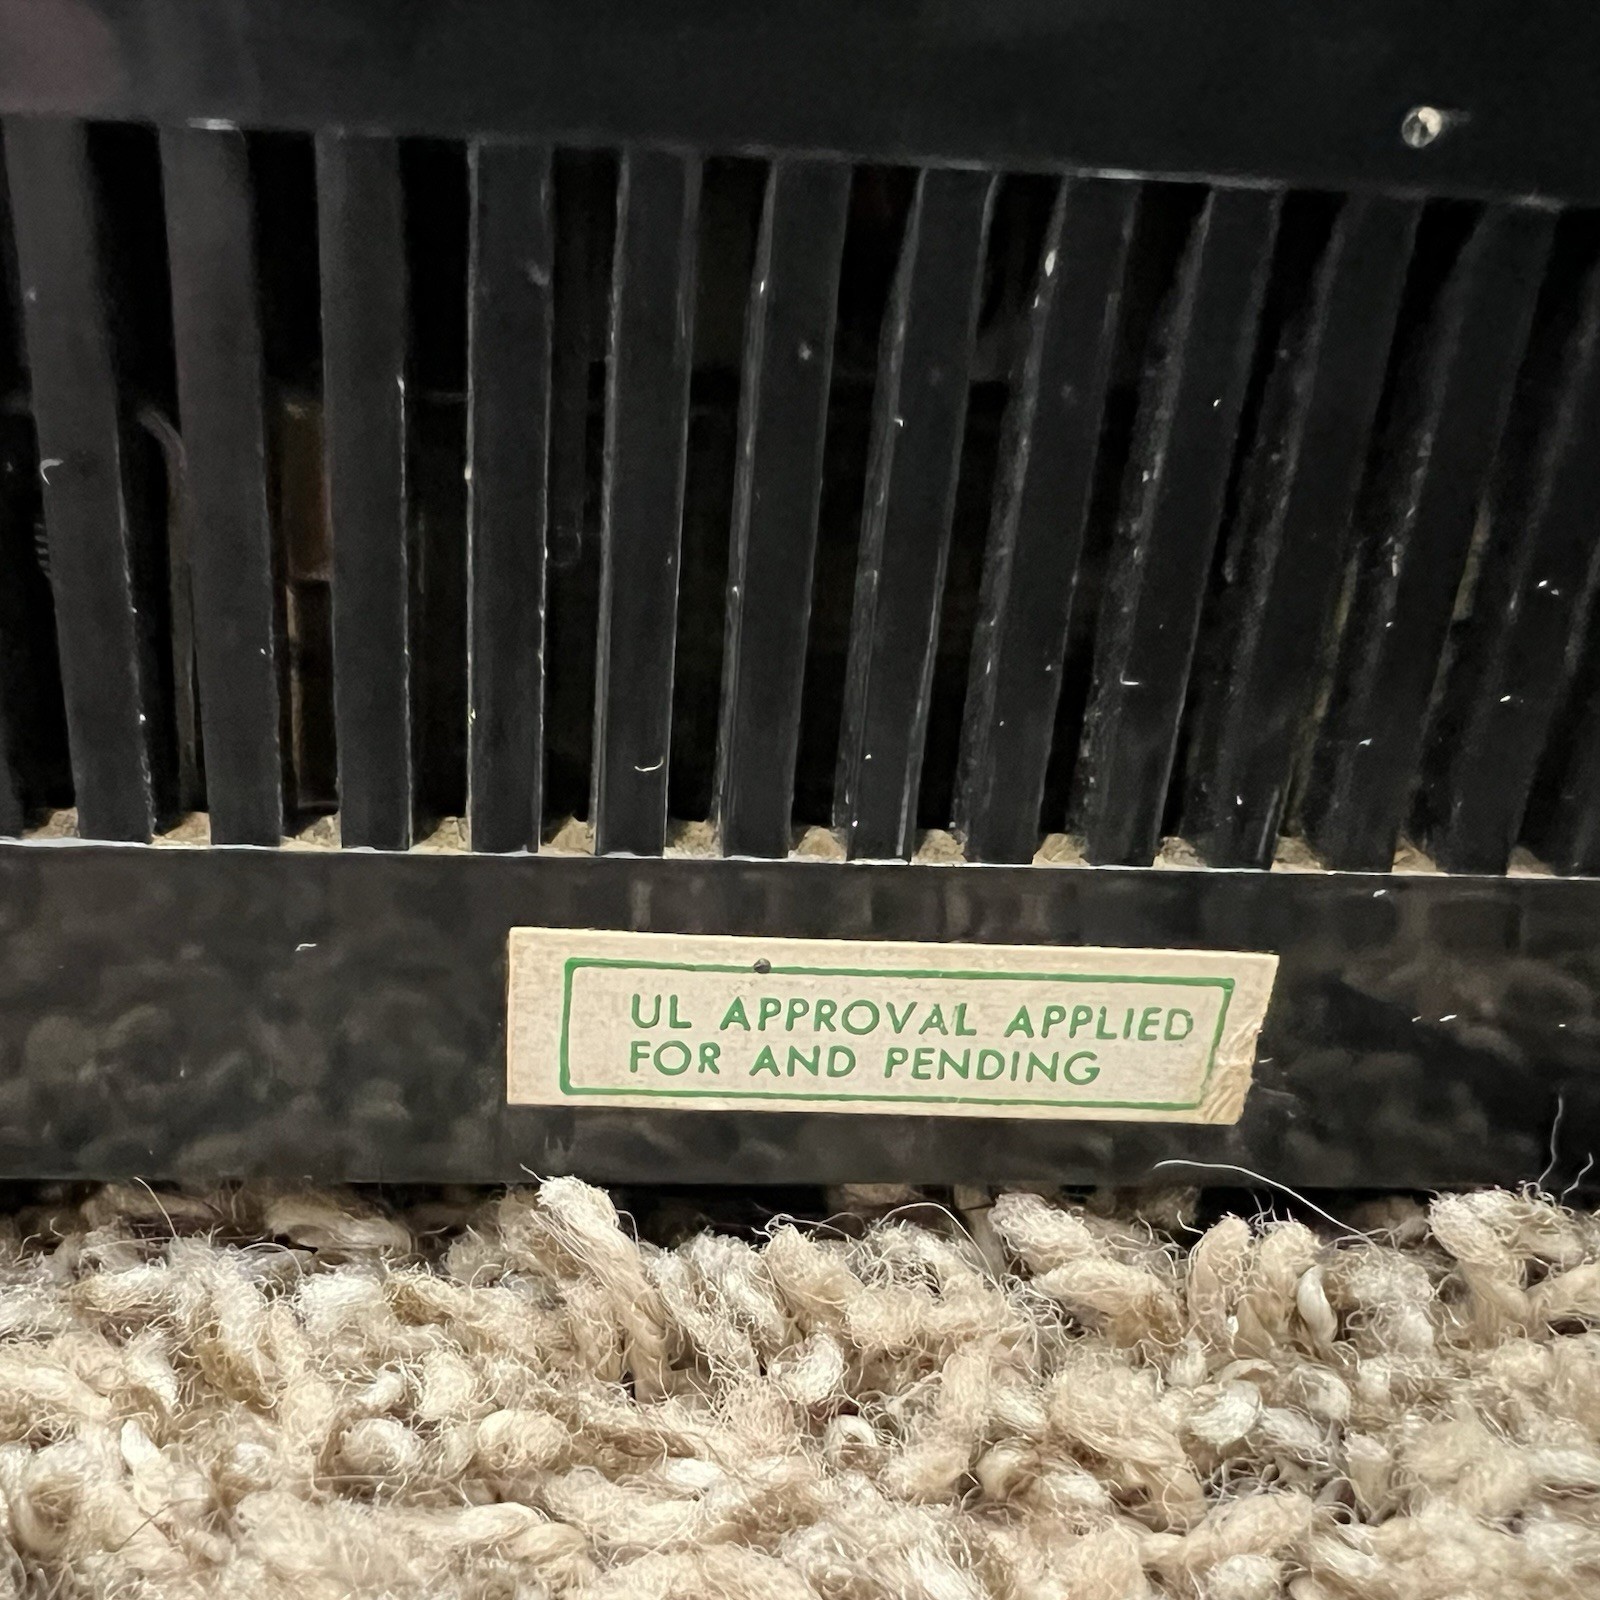 UL APPROVAL APPLIED
FOR AND PENDING